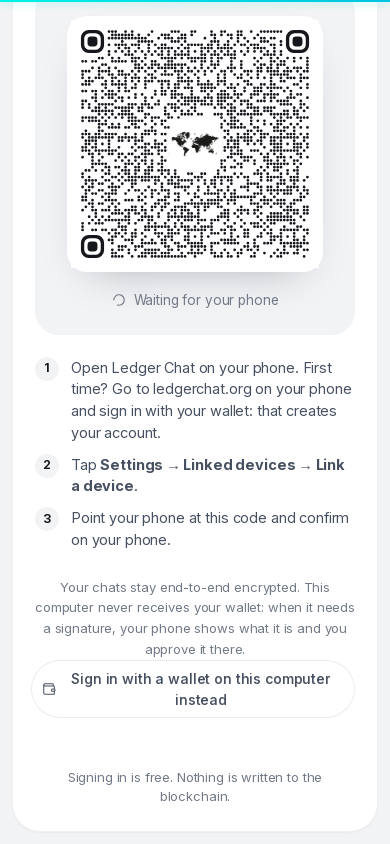 Waiting for your phone
1 Open Ledger Chat on your phone. First
time? Go to ledgerchat.org on your phone
and sign in with your wallet: that creates
your account.
2 Tap Settings → Linked devices → Link
a device.
3 Point your phone at this code and confirm
on your phone.
Your chats stay end-to-end encrypted. This
computer never receives your wallet: when it needs
a signature, your phone shows what it is and you
approve it there.
Sign in with a wallet on this computer
instead
Signing in is free. Nothing is written to the
blockchain.